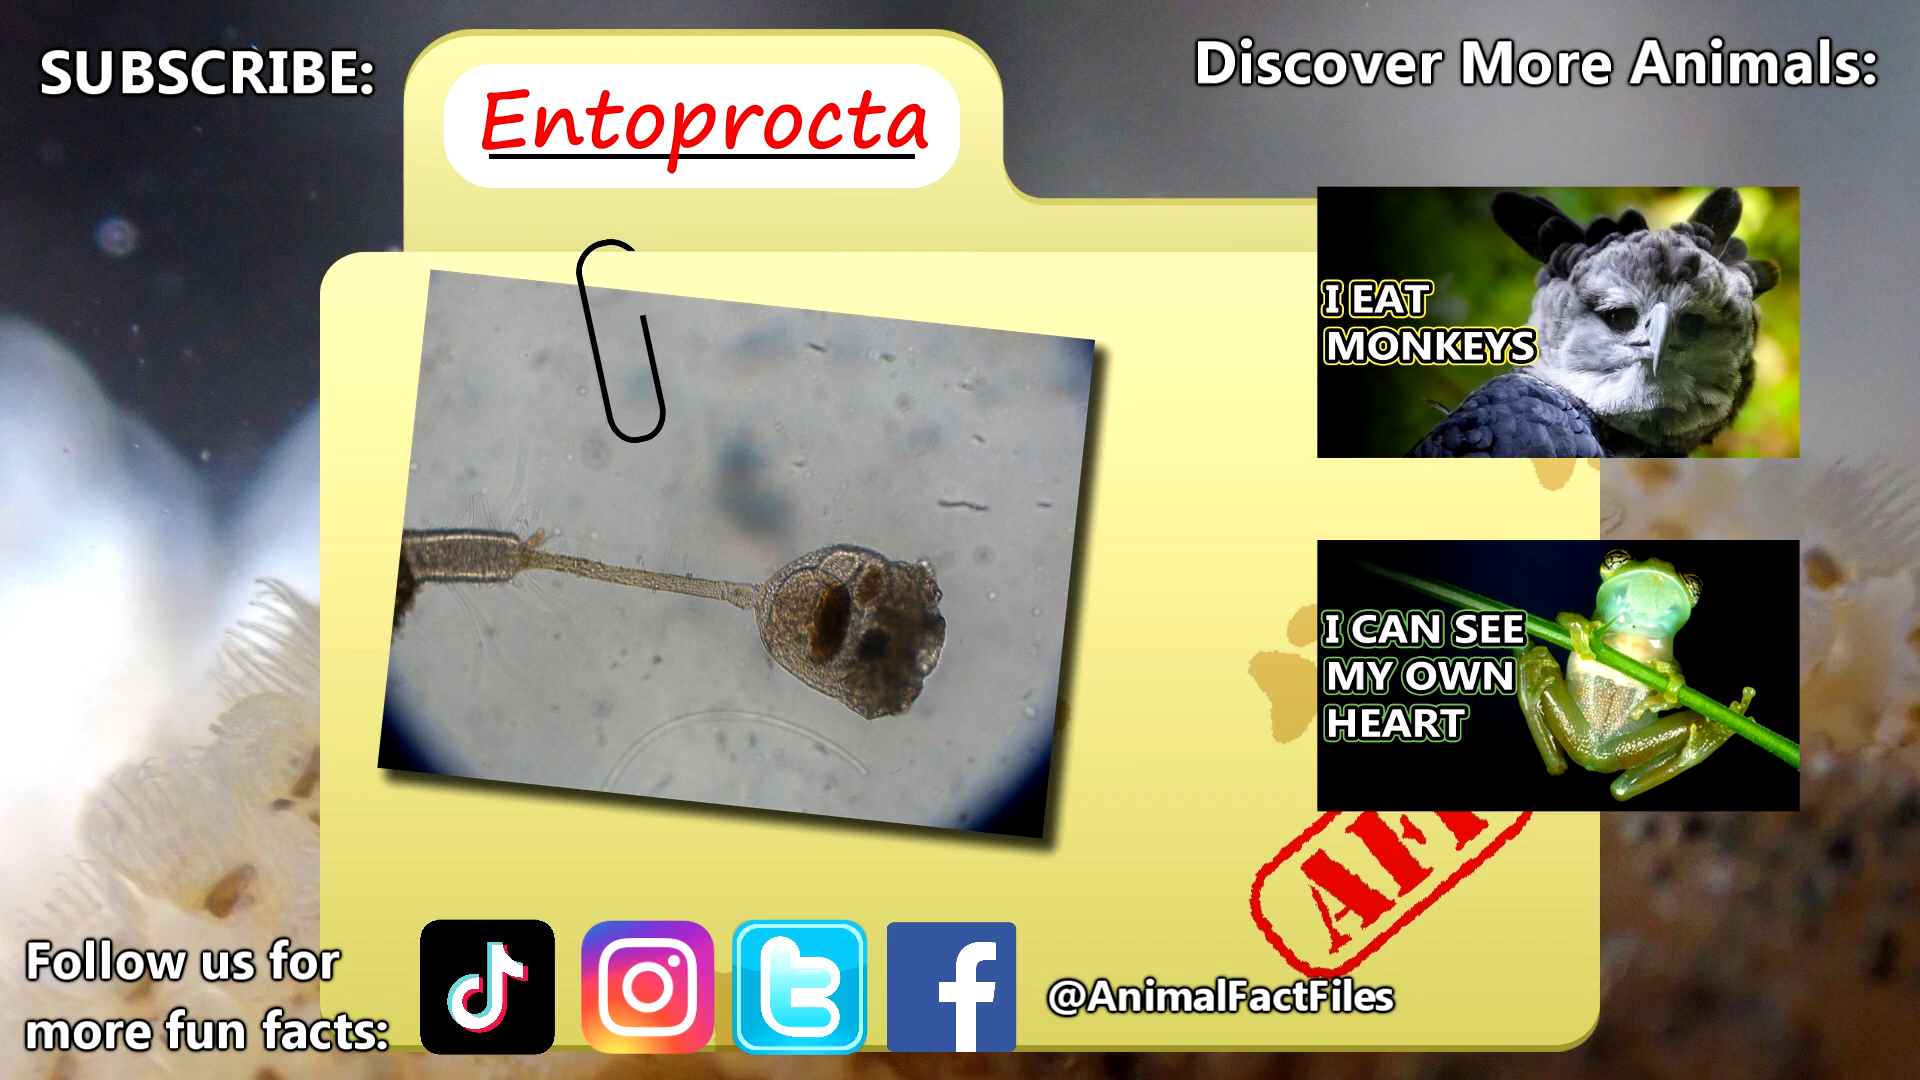 SUBSCRIBE:
Entoprocta
Discover More Animals:
I EAT
MONKEYS
I CAN SEE
MY OWN
HEART
Follow us for
more fun facts:
@AnimalFactFiles